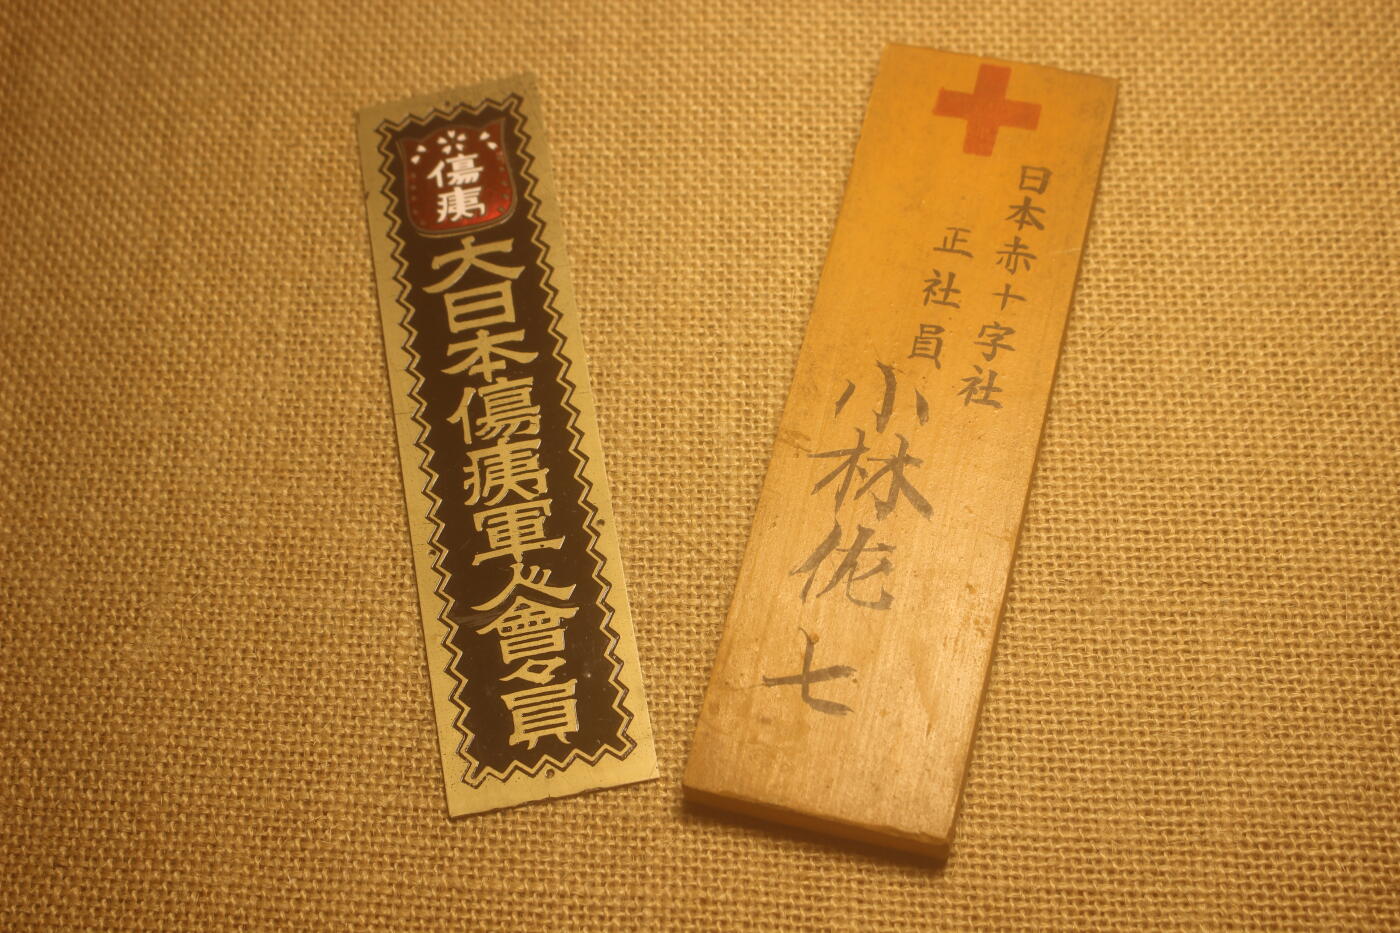 傷
痍
大日本傷痍軍人會々員
日本赤十字社
正社員
小林佐七